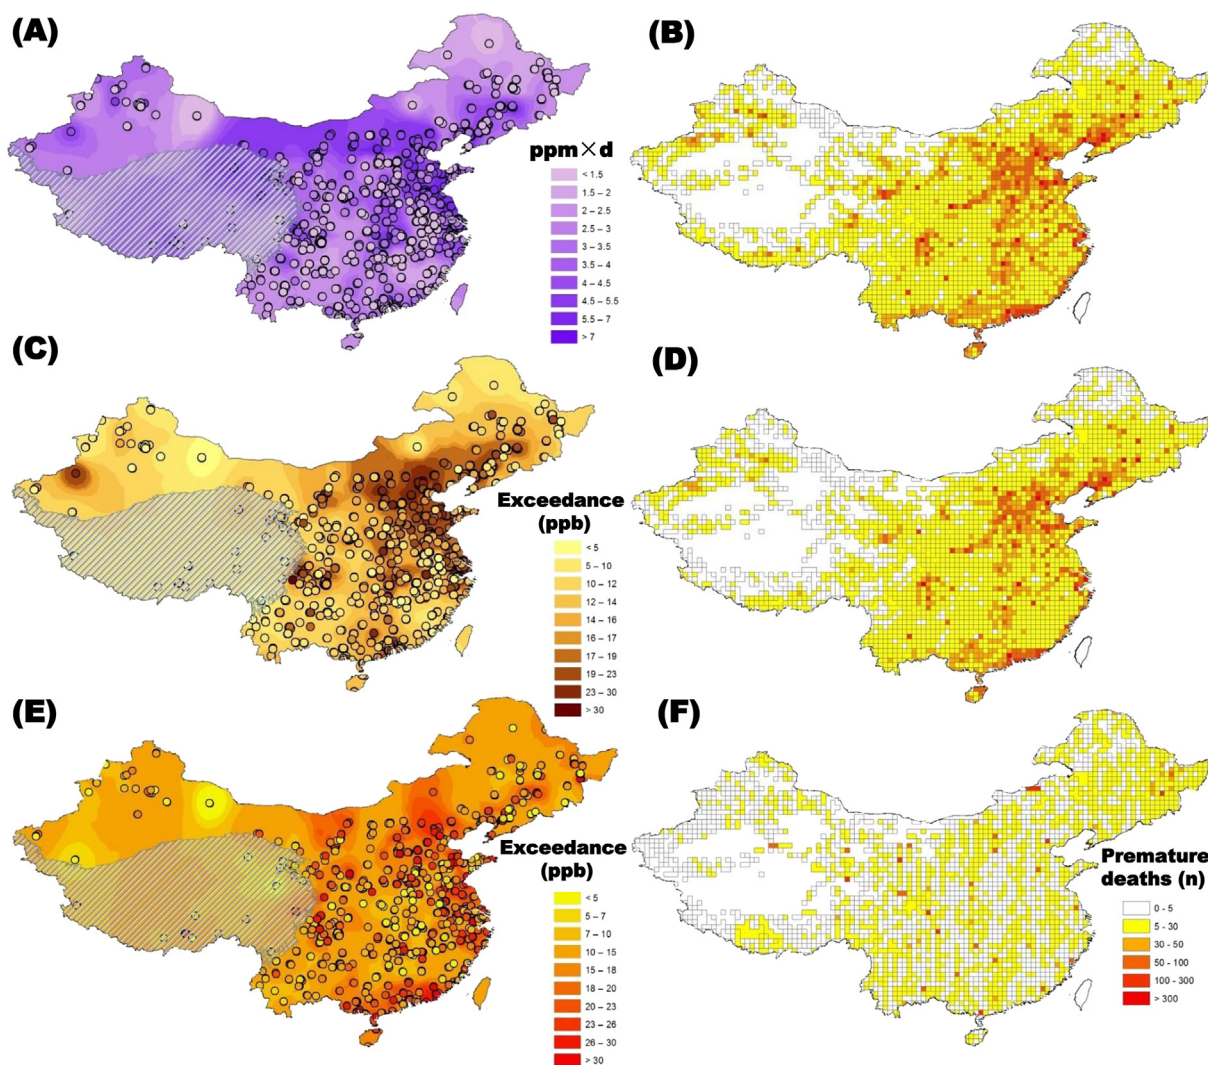 (A)
(B)
ppm×d
< 1.5
1.5 – 2
2 – 2.5
2.5 – 3
3 – 3.5
3.5 – 4
4 – 4.5
4.5 – 5.5
5.5 – 7
> 7
(C)
(D)
Exceedance
(ppb)
< 5
5 – 10
10 – 12
12 – 14
14 – 16
16 – 17
17 – 19
19 – 23
23 – 30
> 30
(E)
(F)
Exceedance
(ppb)
< 5
5 – 7
7 – 10
10 – 15
15 – 18
18 – 20
20 – 23
23 – 26
26 – 30
> 30
Premature
deaths (n)
0 - 5
5 - 30
30 - 50
50 - 100
100 - 300
> 300